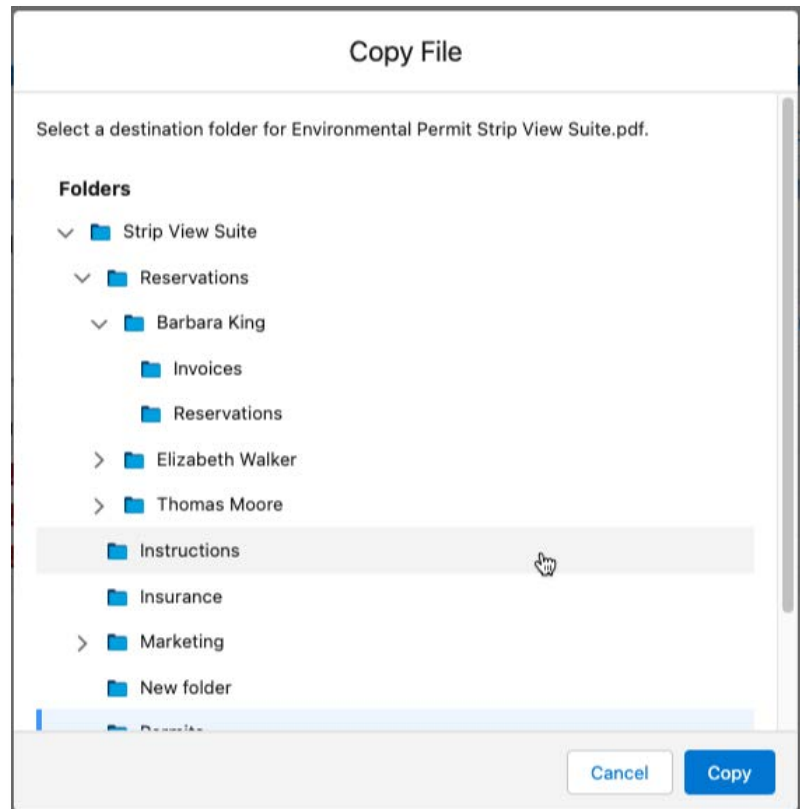 Copy File
Select a destination folder for Environmental Permit Strip View Suite.pdf.
Folders
Strip View Suite
Reservations
Barbara King
Invoices
Reservations
Elizabeth Walker
Thomas Moore
Instructions
Insurance
Marketing
New folder
Permits
Cancel Copy